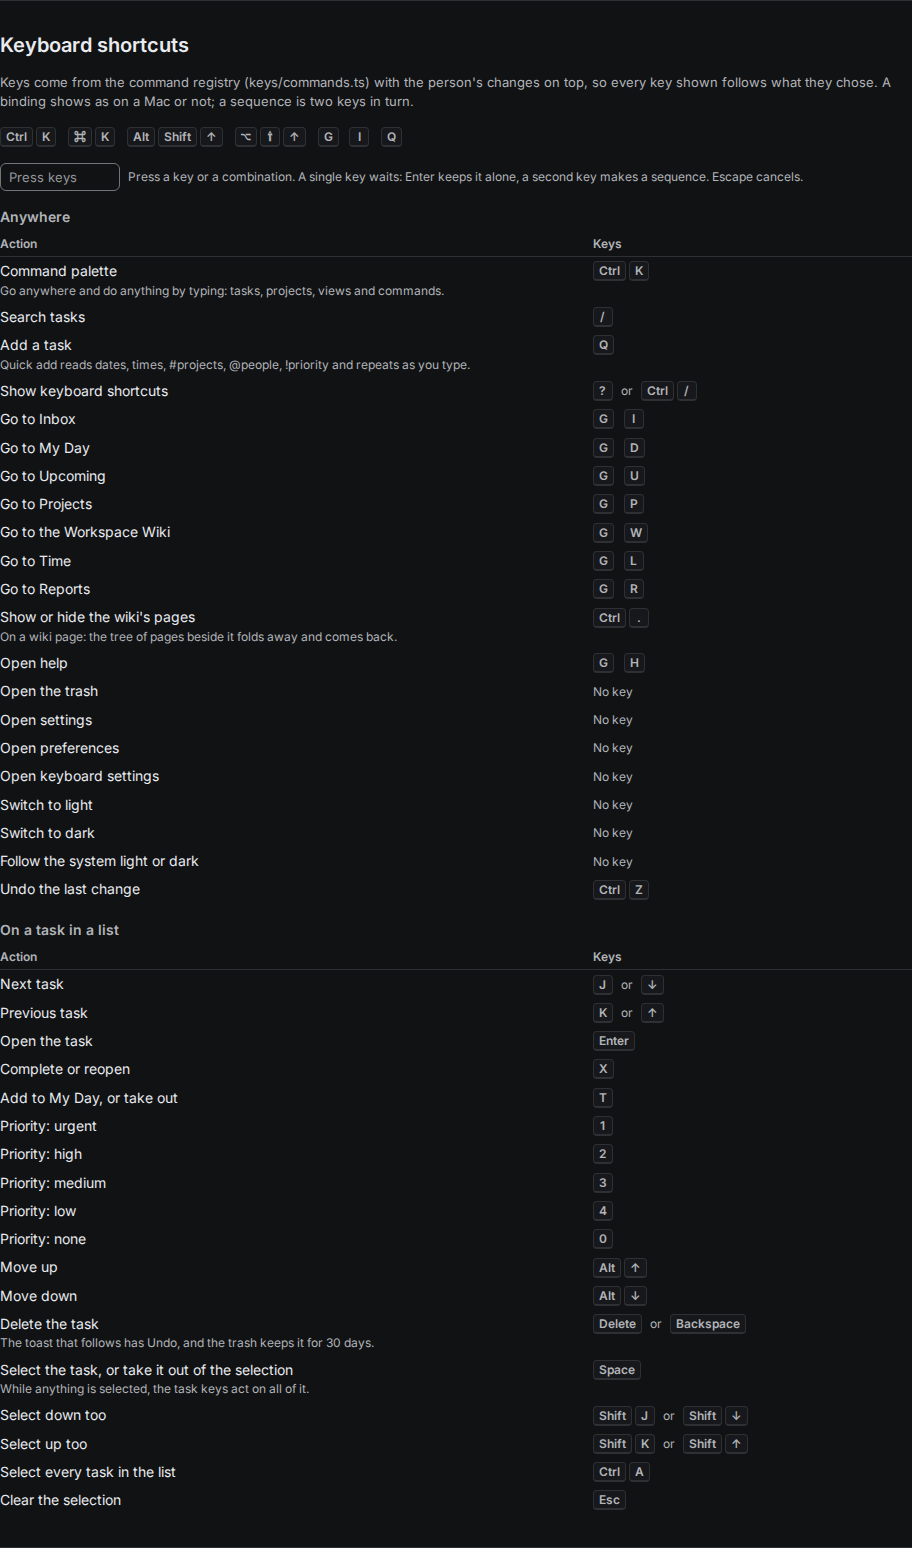 Keyboard shortcuts
Keys come from the command registry (keys/commands.ts) with the person's changes on top, so every key shown follows what they chose. A
binding shows as on a Mac or not; a sequence is two keys in turn.
Ctrl K ⌘ K Alt Shift ↑ ⌥ ⇧ ↑ G I Q
Press keys Press a key or a combination. A single key waits: Enter keeps it alone, a second key makes a sequence. Escape cancels.
Anywhere
Action Keys
Command palette Ctrl K
Go anywhere and do anything by typing: tasks, projects, views and commands.
Search tasks /
Add a task Q
Quick add reads dates, times, #projects, @people, !priority and repeats as you type.
Show keyboard shortcuts ? or Ctrl /
Go to Inbox G I
Go to My Day G D
Go to Upcoming G U
Go to Projects G P
Go to the Workspace Wiki G W
Go to Time G L
Go to Reports G R
Show or hide the wiki's pages Ctrl .
On a wiki page: the tree of pages beside it folds away and comes back.
Open help G H
Open the trash No key
Open settings No key
Open preferences No key
Open keyboard settings No key
Switch to light No key
Switch to dark No key
Follow the system light or dark No key
Undo the last change Ctrl Z
On a task in a list
Action Keys
Next task J or ↓
Previous task K or ↑
Open the task Enter
Complete or reopen X
Add to My Day, or take out T
Priority: urgent 1
Priority: high 2
Priority: medium 3
Priority: low 4
Priority: none 0
Move up Alt ↑
Move down Alt ↓
Delete the task Delete or Backspace
The toast that follows has Undo, and the trash keeps it for 30 days.
Select the task, or take it out of the selection Space
While anything is selected, the task keys act on all of it.
Select down too Shift J or Shift ↓
Select up too Shift K or Shift ↑
Select every task in the list Ctrl A
Clear the selection Esc